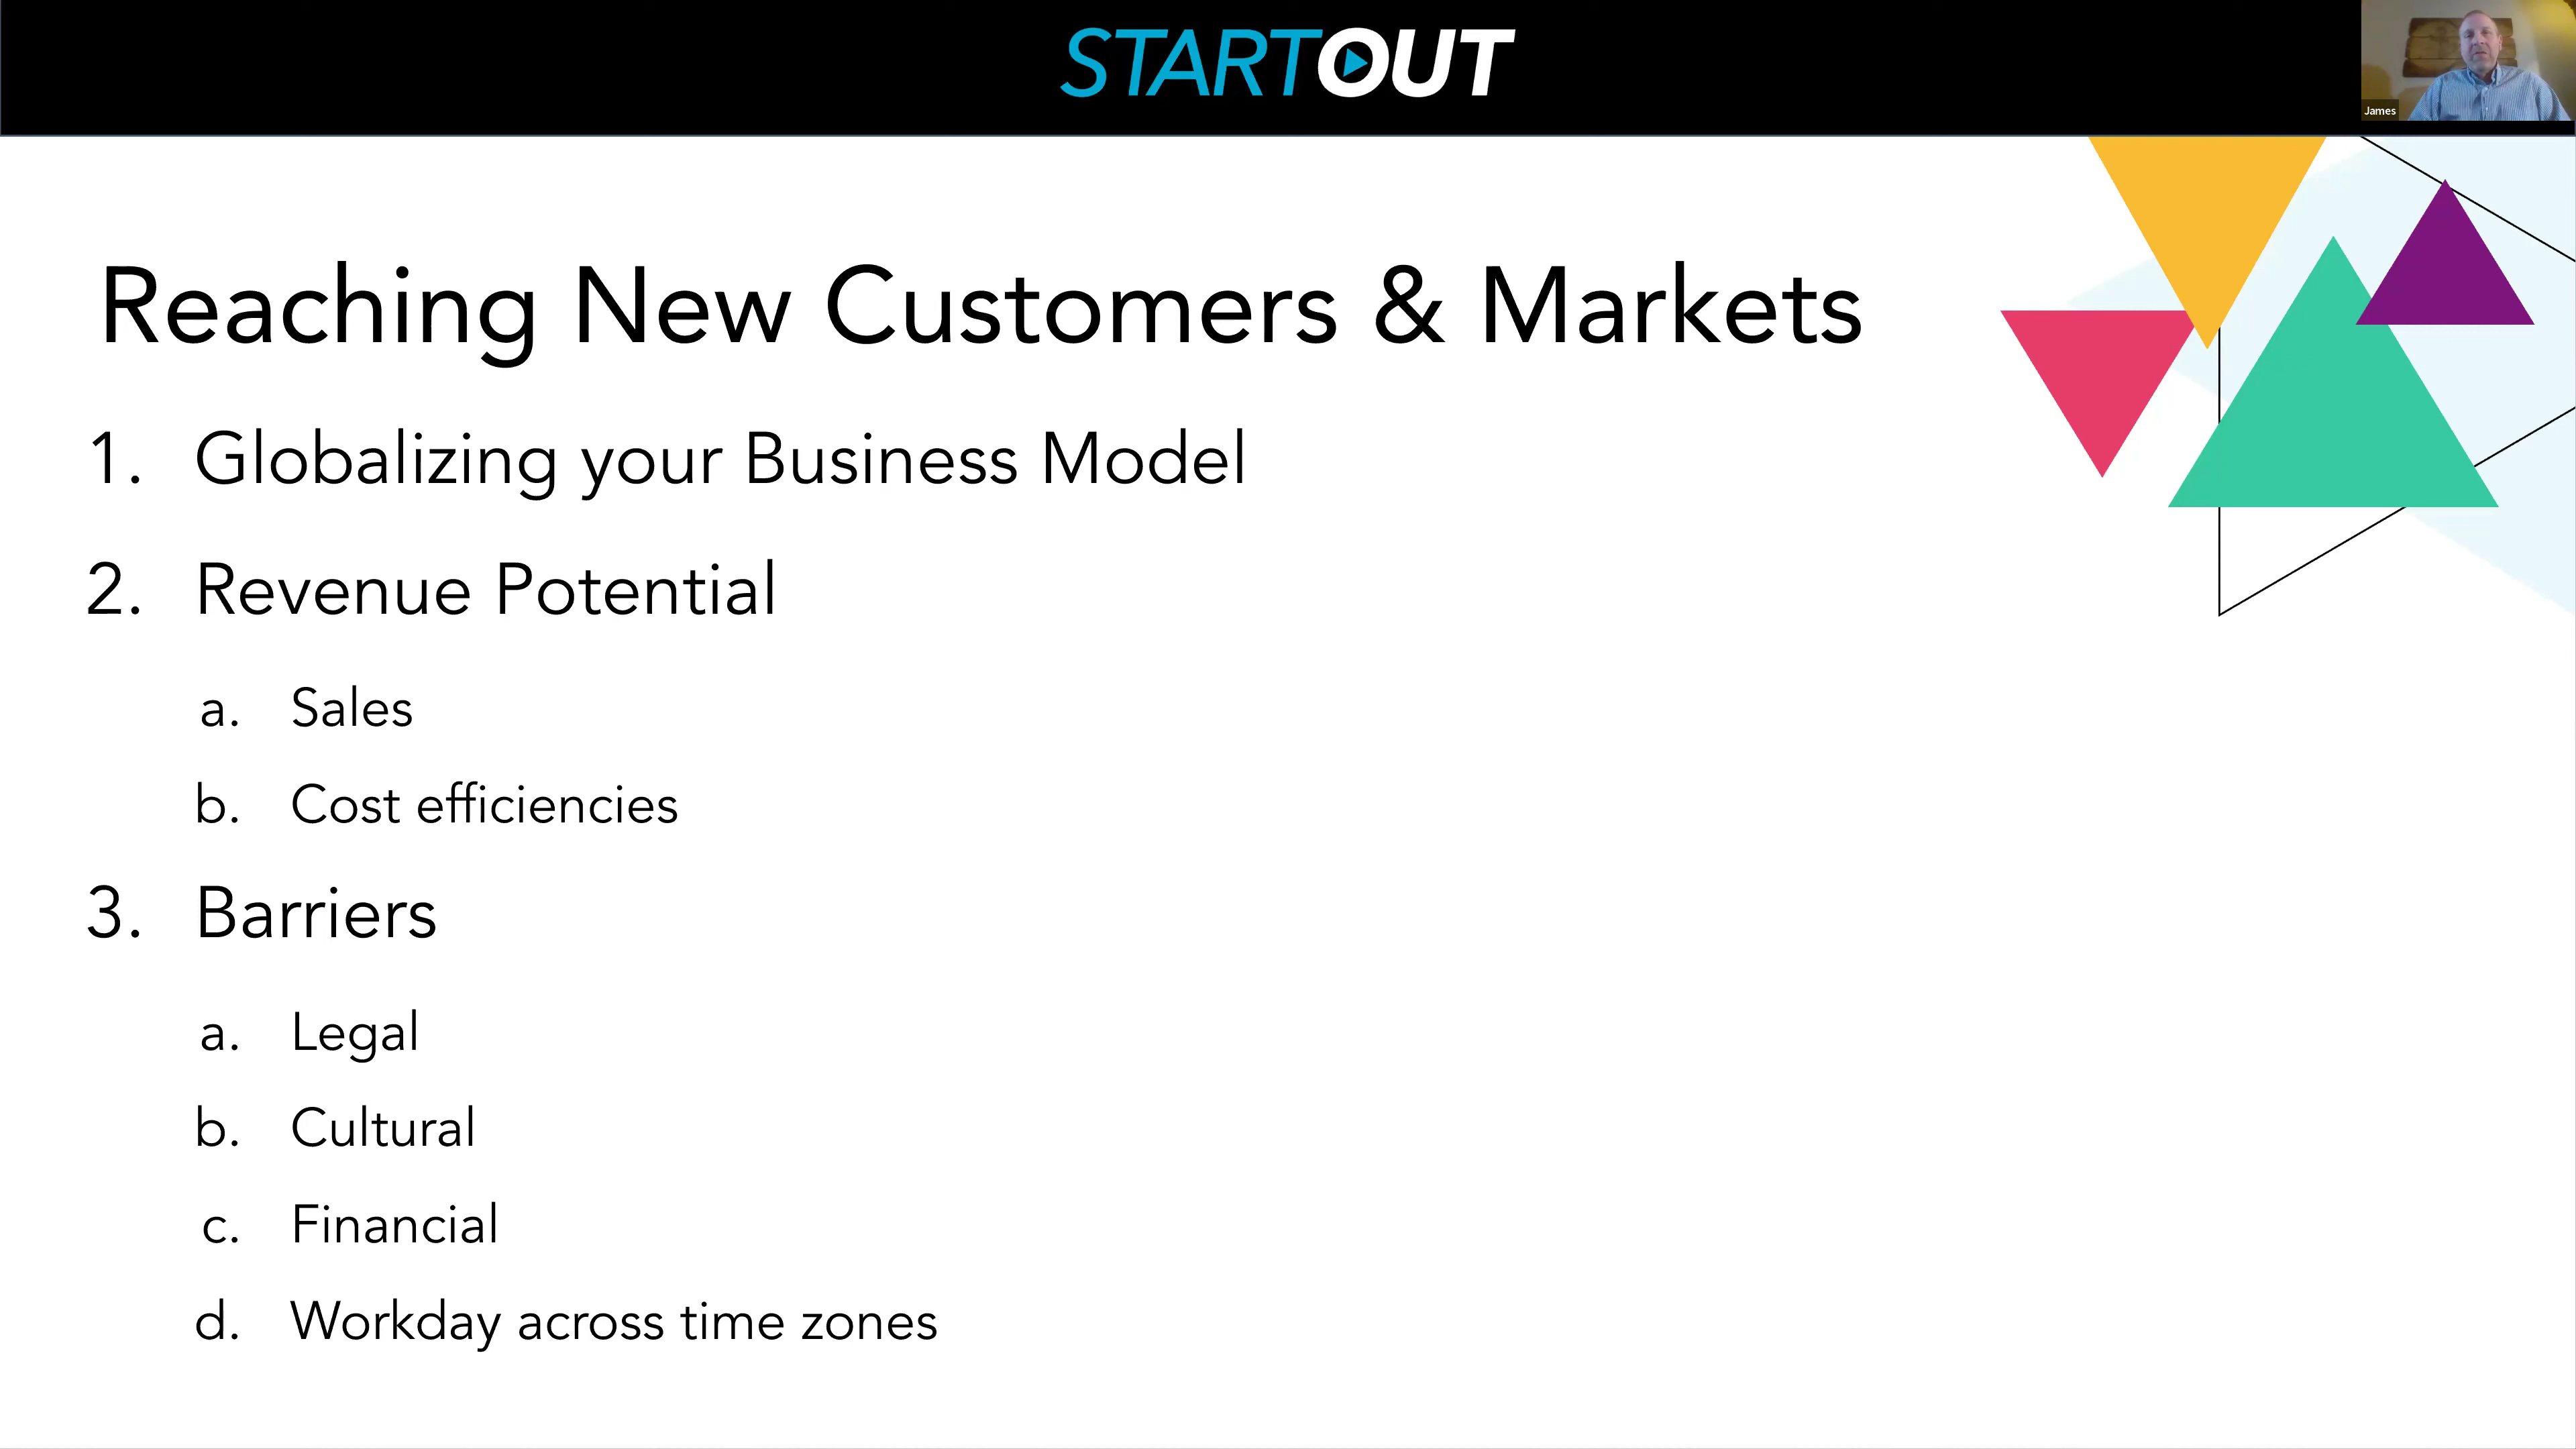 STARTOUT
James
Reaching New Customers & Markets
1. Globalizing your Business Model
2. Revenue Potential
a. Sales
b. Cost efficiencies
3. Barriers
a. Legal
b. Cultural
c. Financial
d. Workday across time zones